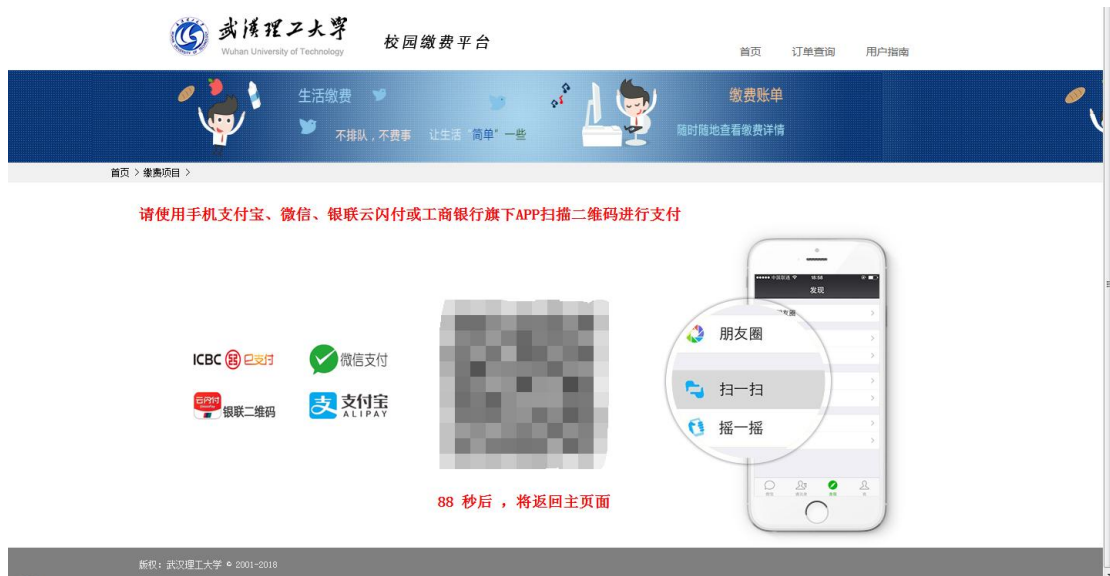 武汉理工大学
Wuhan University of Technology
校园缴费平台
首页 订单查询 用户指南
生活缴费
不排队，不费事 让生活“简单”一些
缴费账单
随时随地查看缴费详情
首页 > 缴费项目 >
请使用手机支付宝、微信、银联云闪付或工商银行旗下APP扫描二维码进行支付
中国联通
发现
朋友圈
扫一扫
摇一摇
ICBC e支付
微信支付
云闪付
银联二维码
支 支付宝
ALIPAY
88 秒后 ，将返回主页面
版权：武汉理工大学 © 2001-2018